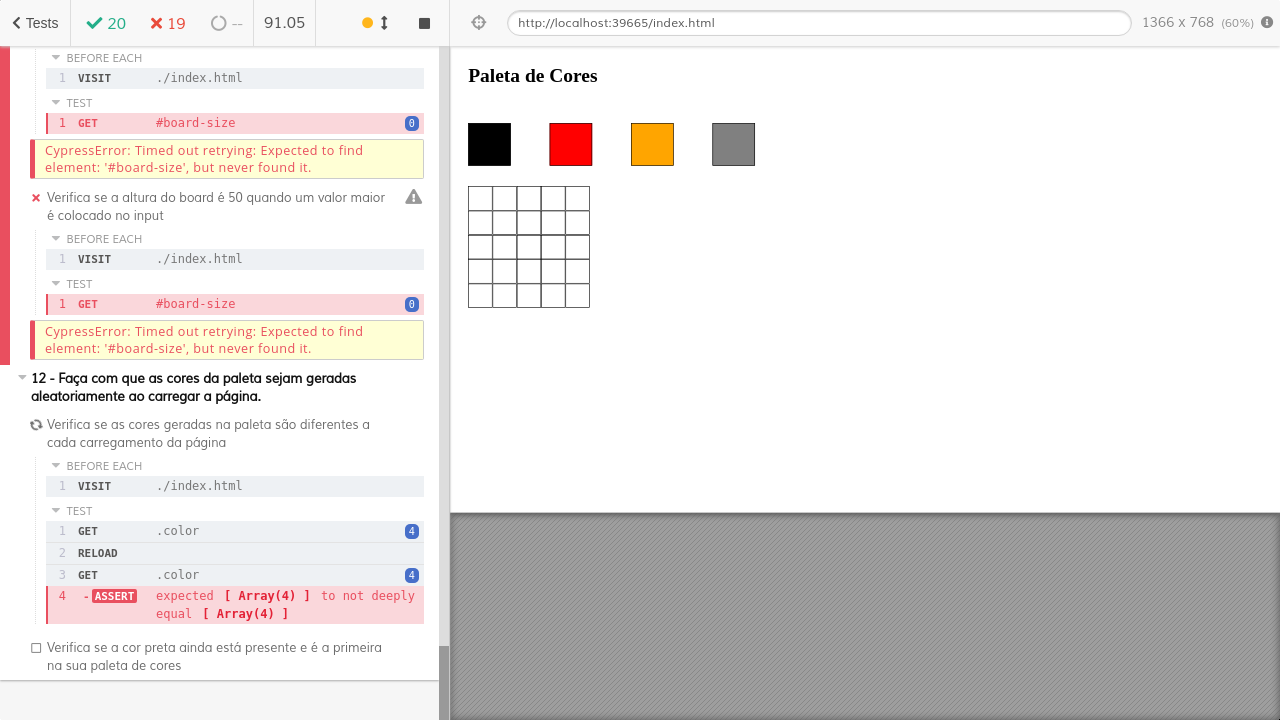 Tests 20 19 -- 91.05
http://localhost:39665/index.html 1366 x 768 (60%)
BEFORE EACH
1 VISIT ./index.html
TEST
1 GET #board-size 0
CypressError: Timed out retrying: Expected to find
element: '#board-size', but never found it.
Verifica se a altura do board é 50 quando um valor maior
é colocado no input
BEFORE EACH
1 VISIT ./index.html
TEST
1 GET #board-size 0
CypressError: Timed out retrying: Expected to find
element: '#board-size', but never found it.
12 - Faça com que as cores da paleta sejam geradas
aleatoriamente ao carregar a página.
Verifica se as cores geradas na paleta são diferentes a
cada carregamento da página
BEFORE EACH
1 VISIT ./index.html
TEST
1 GET .color 4
2 RELOAD
3 GET .color 4
4 -ASSERT expected [ Array(4) ] to not deeply
equal [ Array(4) ]
Verifica se a cor preta ainda está presente e é a primeira
na sua paleta de cores
Paleta de Cores